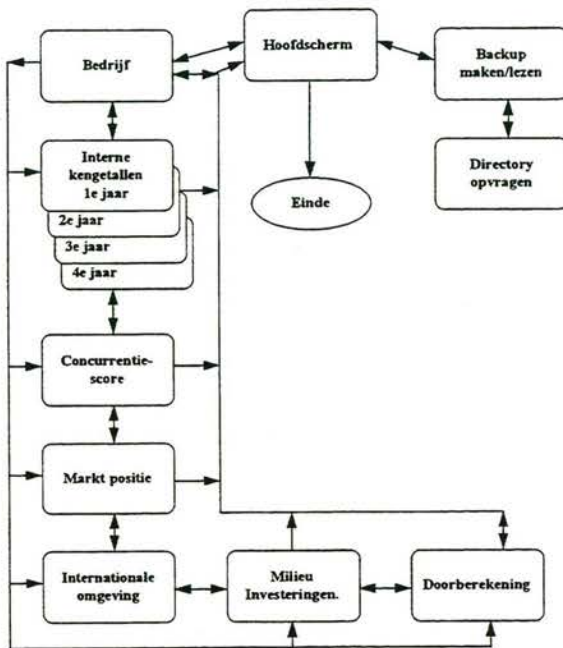 Hoofdscherm
Bedrijf
Backup
maken/lezen
Interne
kengetallen
1e jaar
2e jaar
3e jaar
4e jaar
Directory
opvragen
Einde
Concurrentie-
score
Markt positie
Internationale
omgeving
Milieu
Investeringen.
Doorberekening